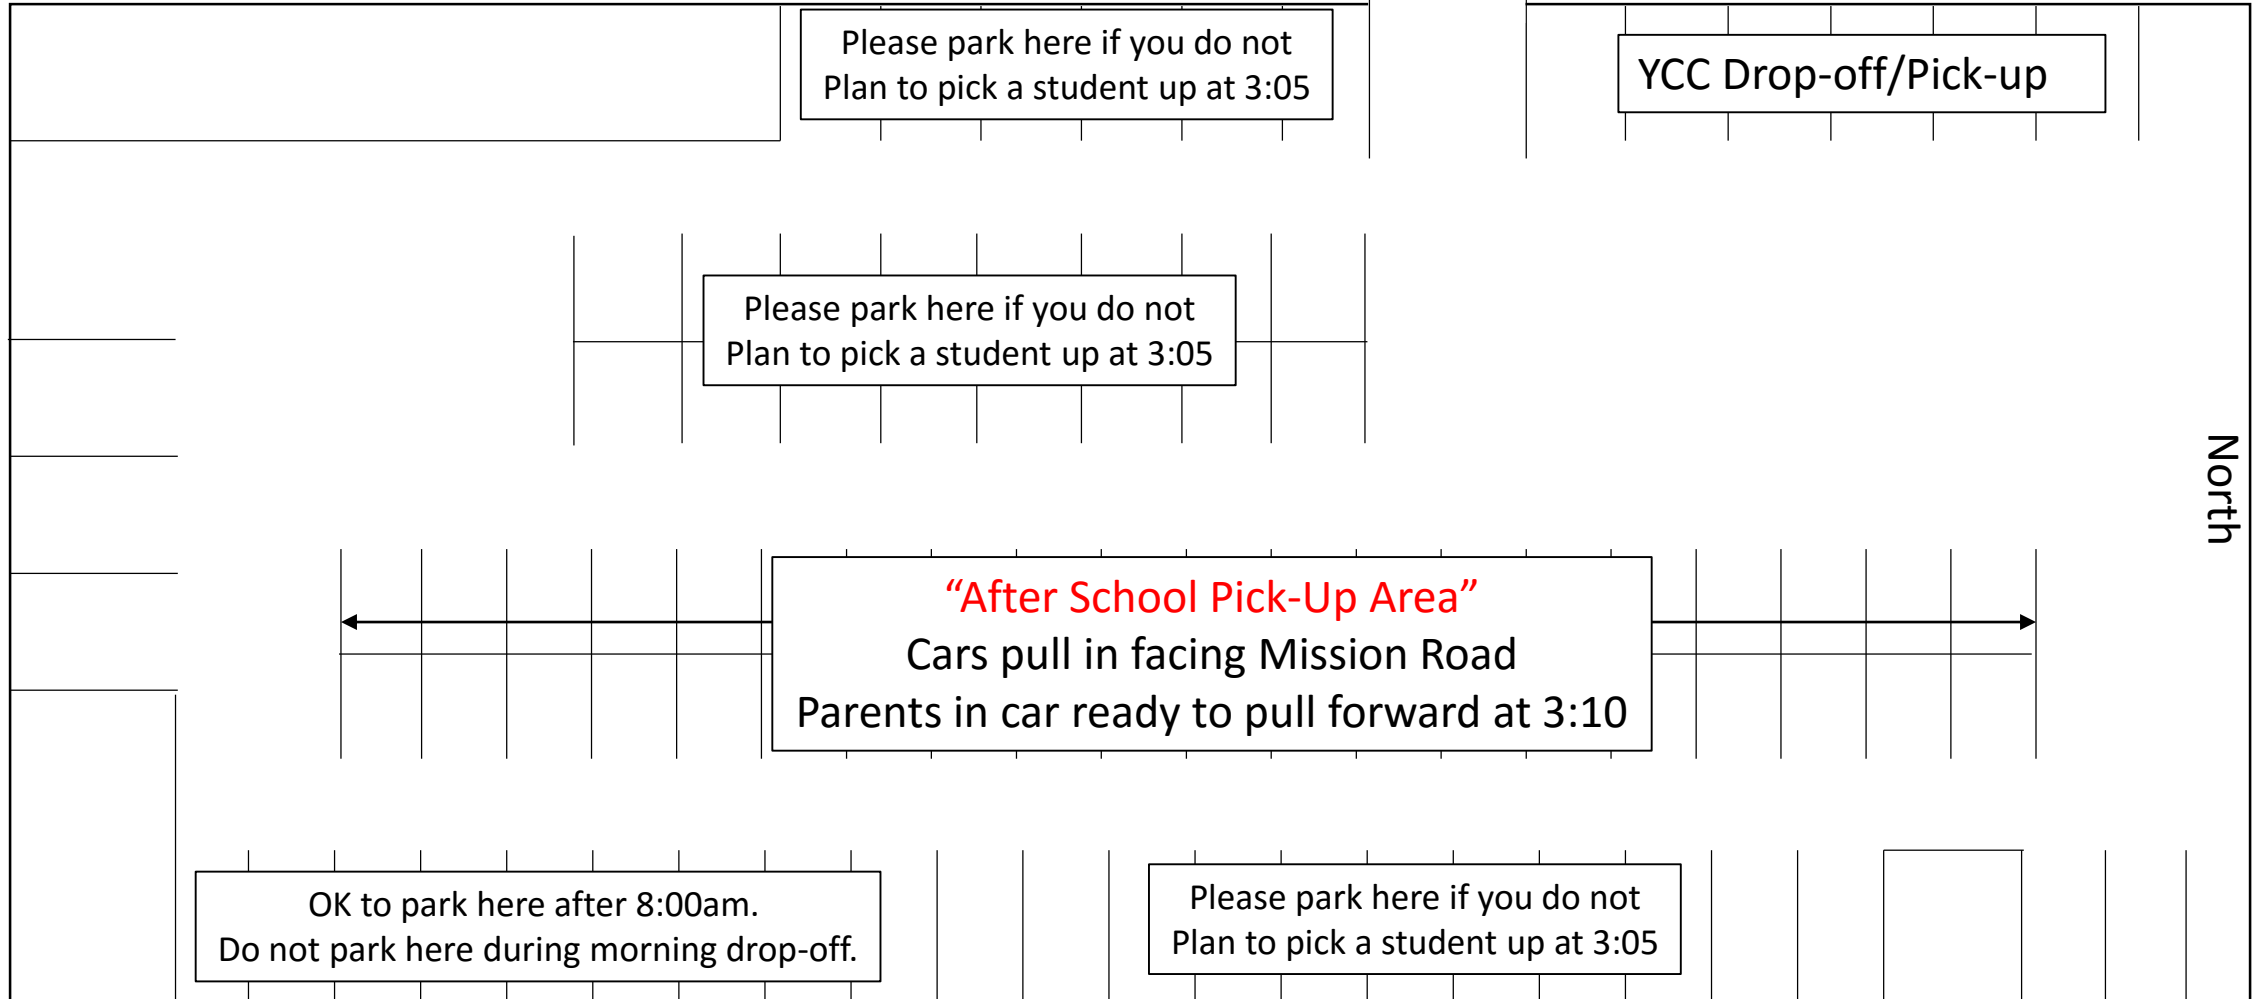 Please park here if you do not
Plan to pick a student up at 3:05
YCC Drop-off/Pick-up
Please park here if you do not
Plan to pick a student up at 3:05
North
“After School Pick-Up Area”
Cars pull in facing Mission Road
Parents in car ready to pull forward at 3:10
OK to park here after 8:00am.
Do not park here during morning drop-off.
Please park here if you do not
Plan to pick a student up at 3:05